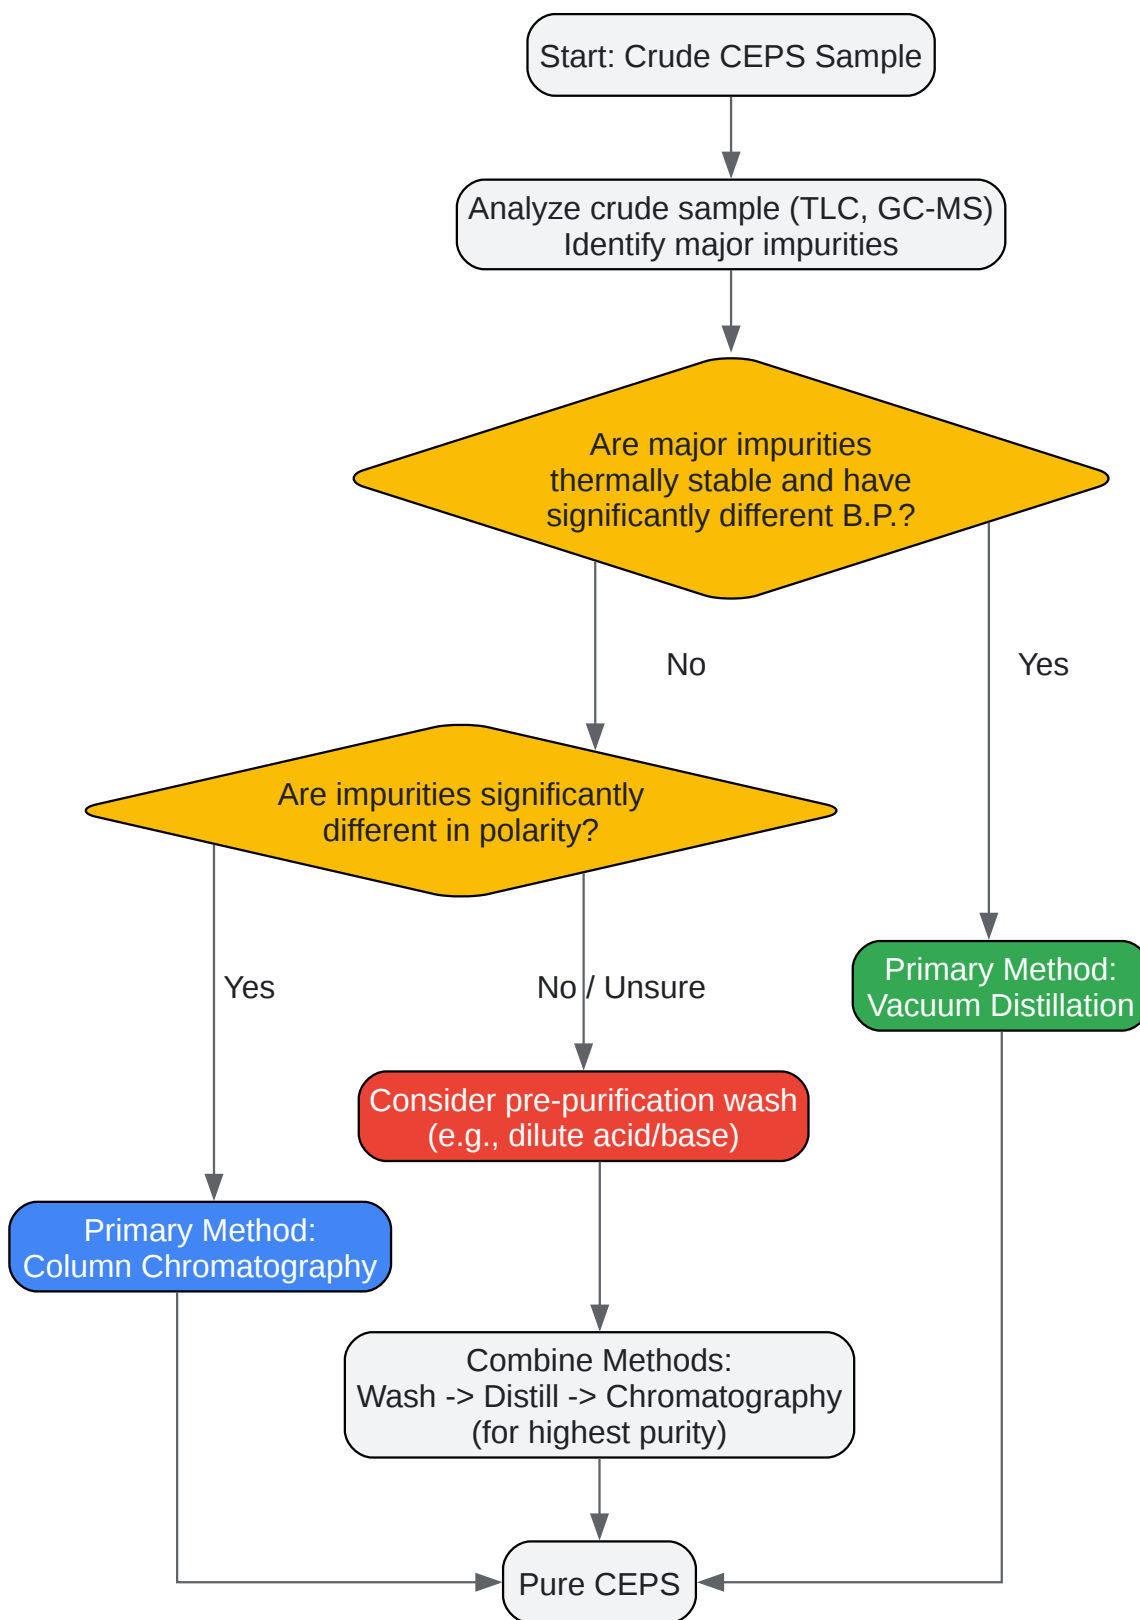 Start: Crude CEPS Sample
Analyze crude sample (TLC, GC-MS)
Identify major impurities
Are major impurities
thermally stable and have
significantly different B.P.?
No
Yes
Are impurities significantly
different in polarity?
Primary Method:
Vacuum Distillation
Yes
No / Unsure
Consider pre-purification wash
(e.g., dilute acid/base)
Primary Method:
Column Chromatography
Combine Methods:
Wash -> Distill -> Chromatography
(for highest purity)
Pure CEPS